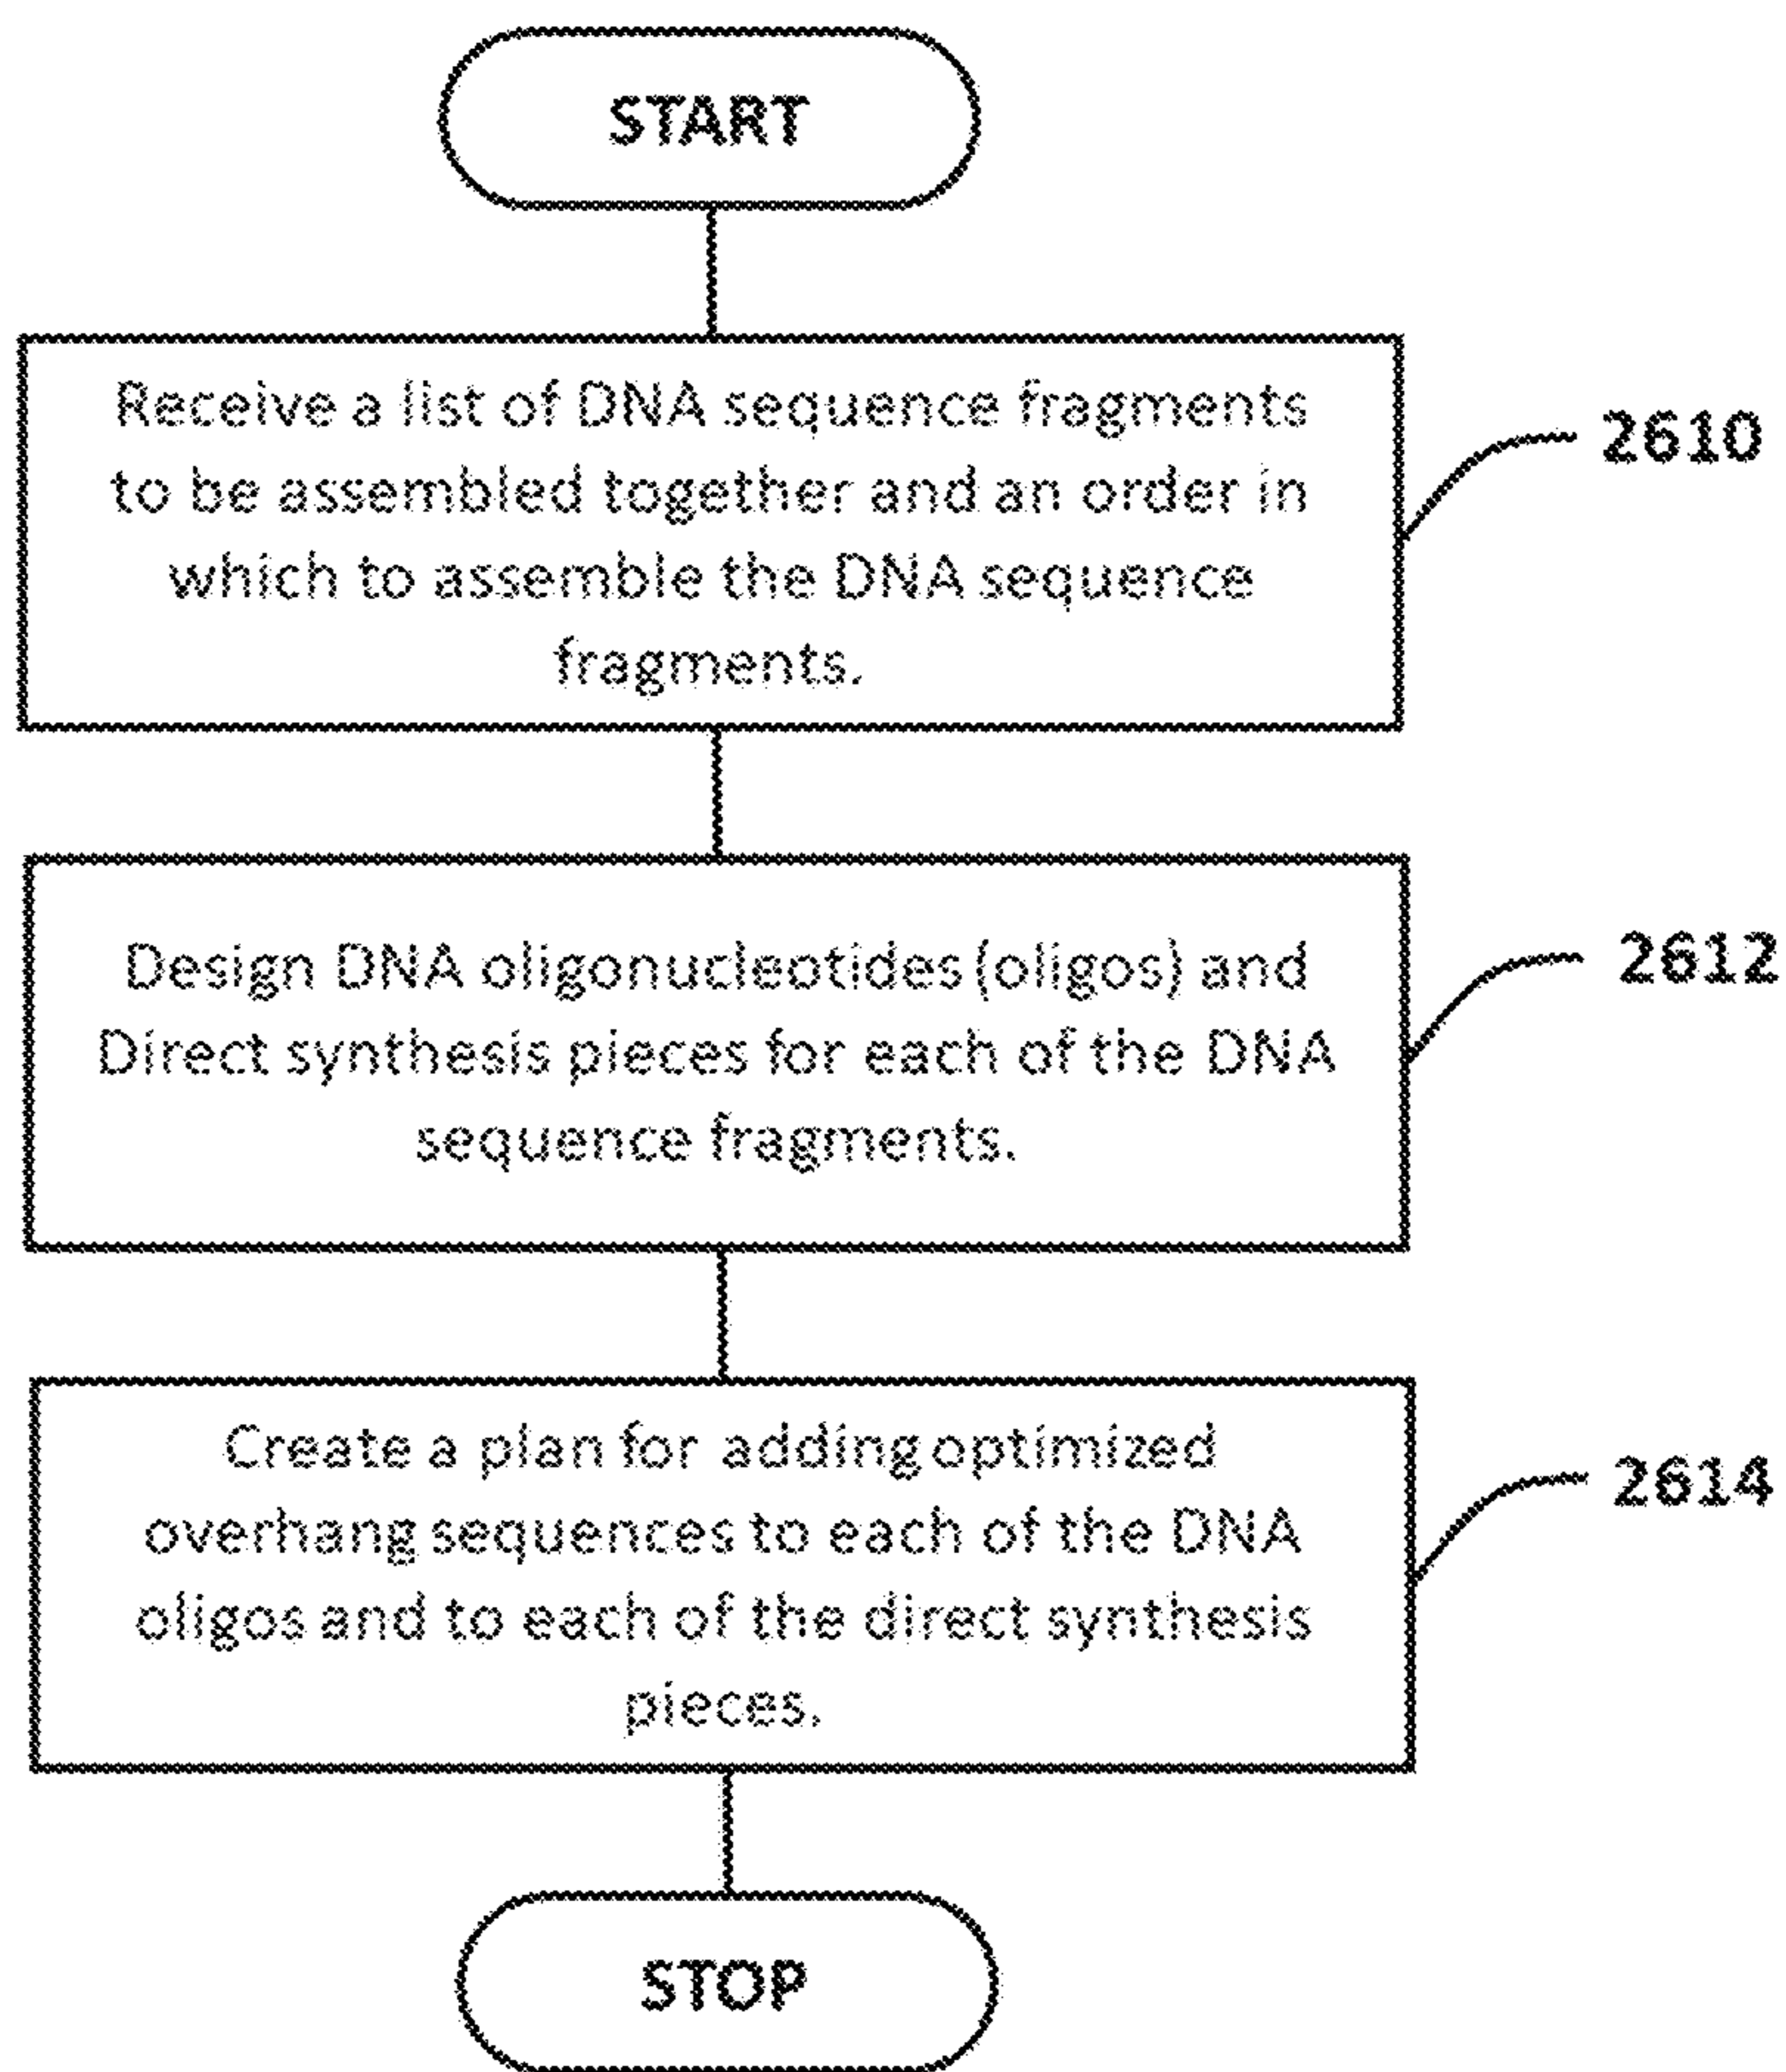 START
Receive a list of DNA sequence fragments
to be assembled together and an order in
which to assemble the DNA sequence
fragments.
2610
Design DNA oligonucleotides (oligos) and
Direct synthesis pieces for each of the DNA
sequence fragments.
2612
Create a plan for adding optimized
overhang sequences to each of the DNA
oligos and to each of the direct synthesis
pieces.
2614
STOP